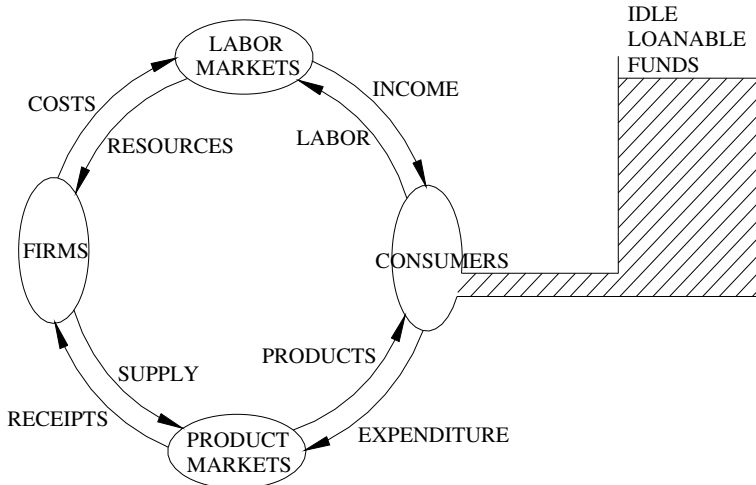 IDLE
LOANABLE
FUNDS
LABOR
MARKETS
COSTS
INCOME
RESOURCES
LABOR
FIRMS
CONSUMERS
PRODUCTS
SUPPLY
RECEIPTS
EXPENDITURE
PRODUCT
MARKETS